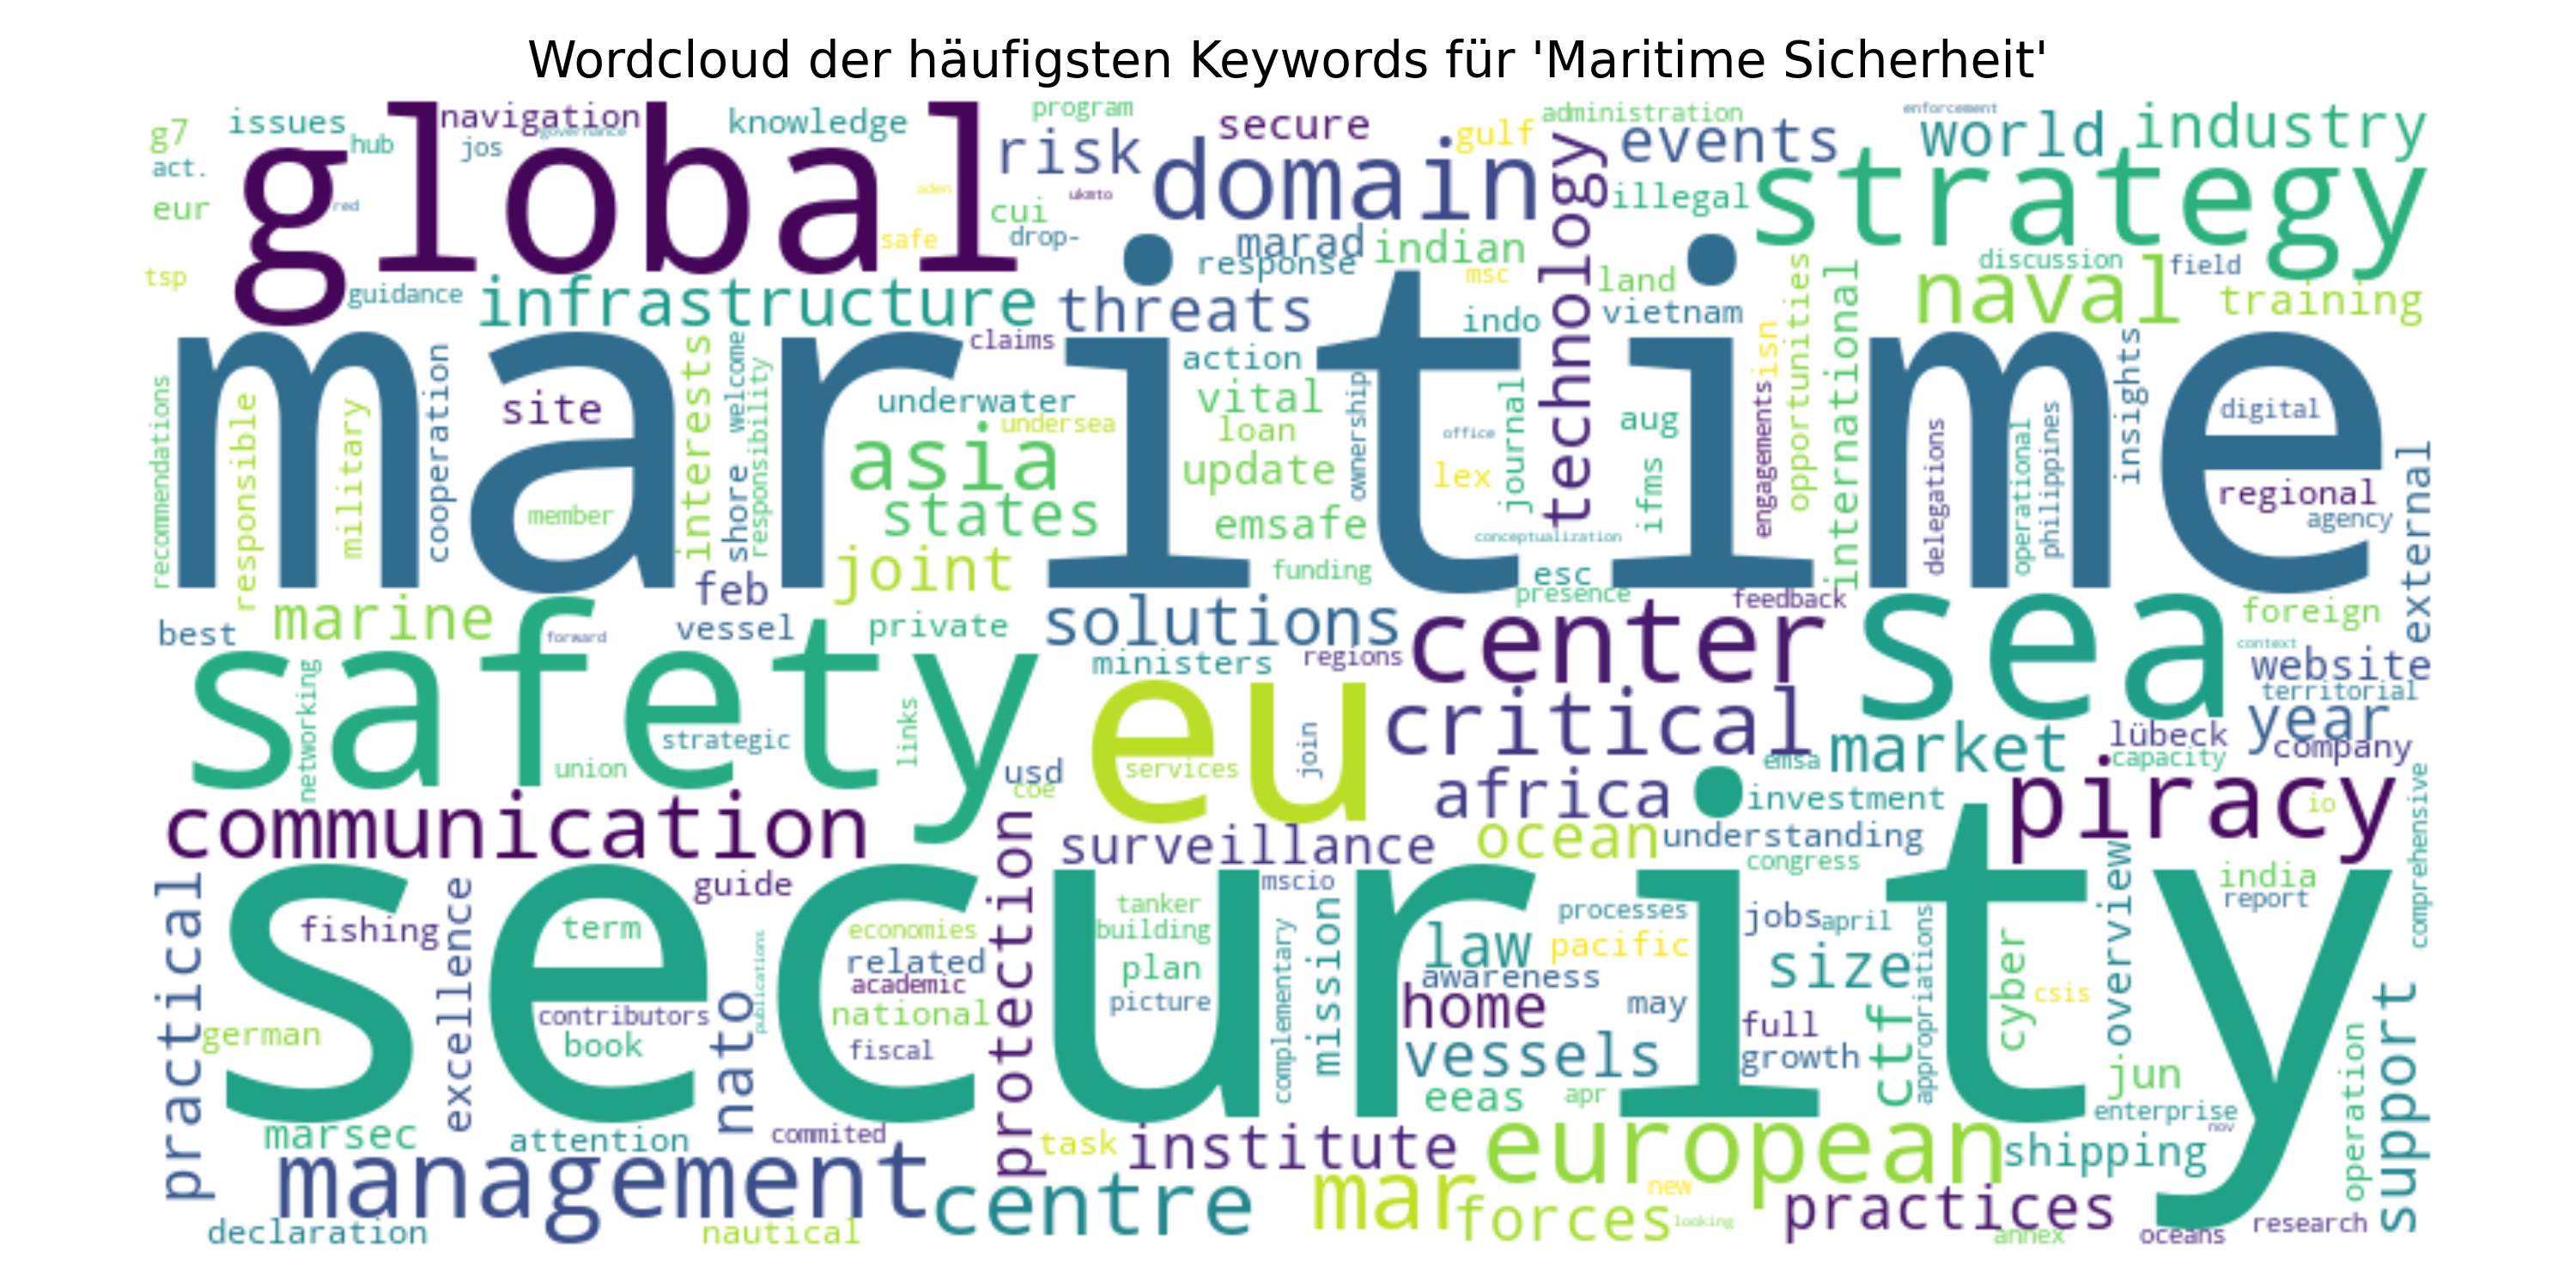 Wordcloud der häufigsten Keywords für 'Maritime Sicherheit'
g7
issues
navigation
governance
knowledge
program
secure
gulf
administration
enforcement
world
industry
hub
jos
risk
domain
technology
events
act.
global
aden
ukmto
illegal
strategy
eur
red
cui
safe
drop-
marad
indian
response
msc
land
discussion
field
tsp
guidance
infrastructure
threats
indo
vietnam
naval
training
maritime
claims
action
isn
opportunities
international
insights
recommendations
responsible
military
cooperation
site
interests
welcome
responsibility
underwater
undersea
vital
loan
ownership
office
journal
aug
engagements
digital
member
shore
asia
states
update
emsafe
lex
ifms
delegations
operational
philippines
regional
agency
external
joint
funding
conceptualization
esc
presence
feedback
feb
best
marine
forward
vessel
private
solutions
center
sea
foreign
context
website
safety
networking
strategic
union
links
ministers
regions
eu
services
join
critical
market
emsa
lübeck
capacity
territorial
year
company
usd
coe
africa
investment
piracy
io
comprehensive
communication
surveillance
ocean
understanding
congress
security
practical
fishing
excellence
guide
term
economies
related
academic
national
fiscal
contributors
book
publications
nato
german
protection
mscio
tanker
building
plan
picture
complementary
mission
law
awareness
home
vessels
processes
pacific
may
jobs
april
size
full
growth
appropriations
ctf
cyber
csis
overview
india
report
jun
enterprise
nov
operation
support
eeas
apr
marsec
attention
commited
task
institute
european
shipping
management
centre
mar
forces
new
looking
practices
declaration
nautical
annex
oceans
research